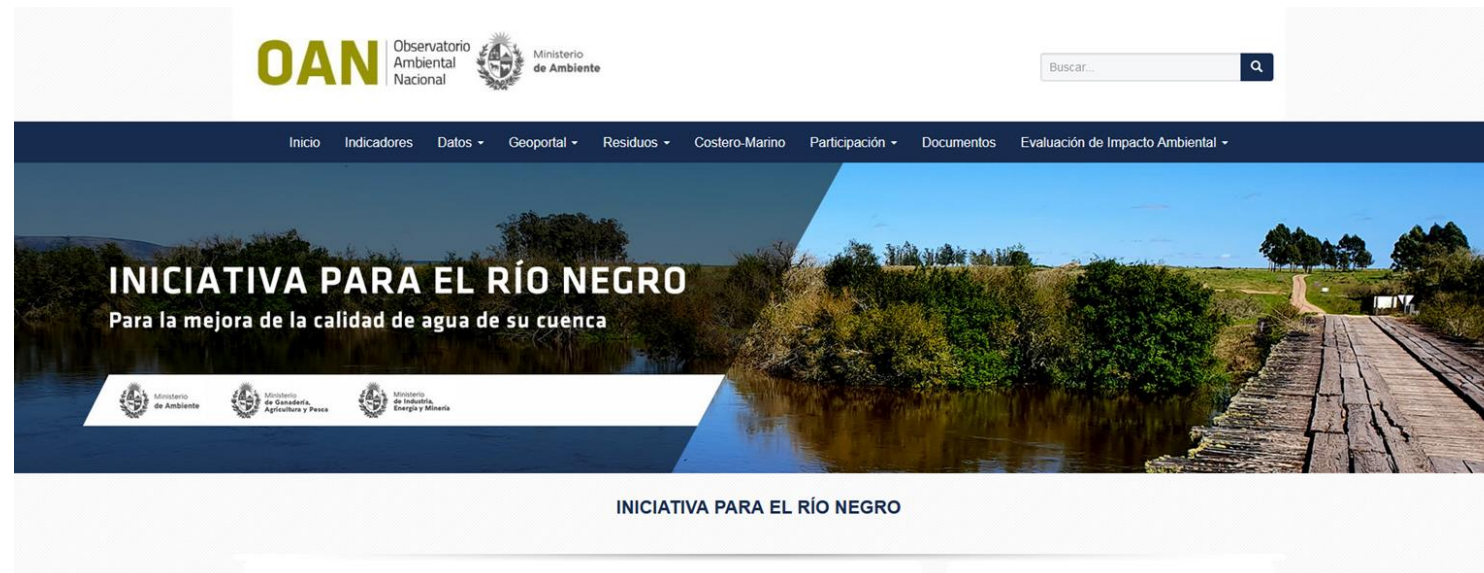 OAN
Observatorio
Ambiental
Nacional
Ministerio
de Ambiente
Buscar...
Inicio Indicadores Datos Geoportal Residuos Costero-Marino Participación Documentos Evaluación de Impacto Ambiental
INICIATIVA PARA EL RÍO NEGRO
Para la mejora de la calidad de agua de su cuenca
Ministerio
de Ambiente
Ministerio
de Ganadería,
Agricultura y Pesca
Ministerio
de Industria,
Energía y Minería
INICIATIVA PARA EL RÍO NEGRO